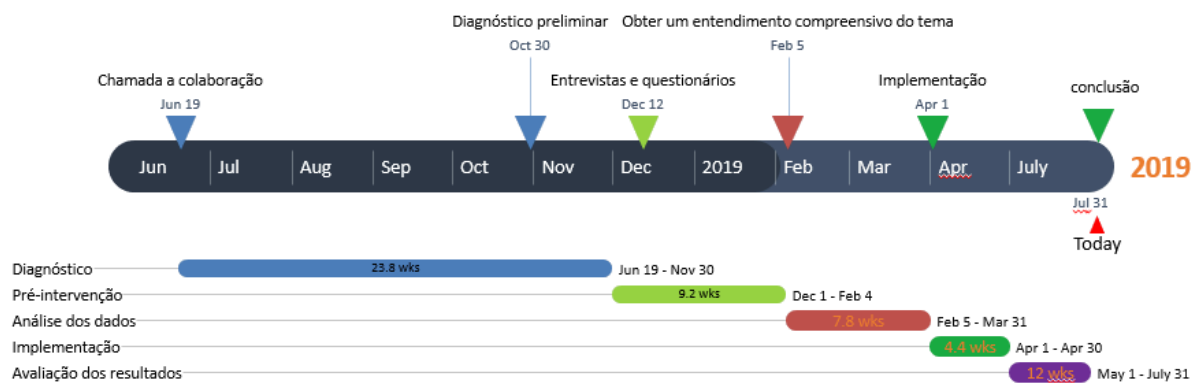 Diagnóstico preliminar
Obter um entendimento compreensivo do tema
Oct 30
Feb 5
Chamada a colaboração
Entrevistas e questionários
Implementação
conclusão
Jun 19
Dec 12
Apr 1
Jun
Jul
Aug
Sep
Oct
Nov
Dec
2019
Feb
Mar
Apr
July
2019
Jul 31
Today
Diagnóstico
23.8 wks
Jun 19 - Nov 30
Pré-intervenção
9.2 wks
Dec 1 - Feb 4
Análise dos dados
7.8 wks
Feb 5 - Mar 31
Implementação
4.4 wks
Apr 1 - Apr 30
Avaliação dos resultados
12 wks
May 1 - July 31